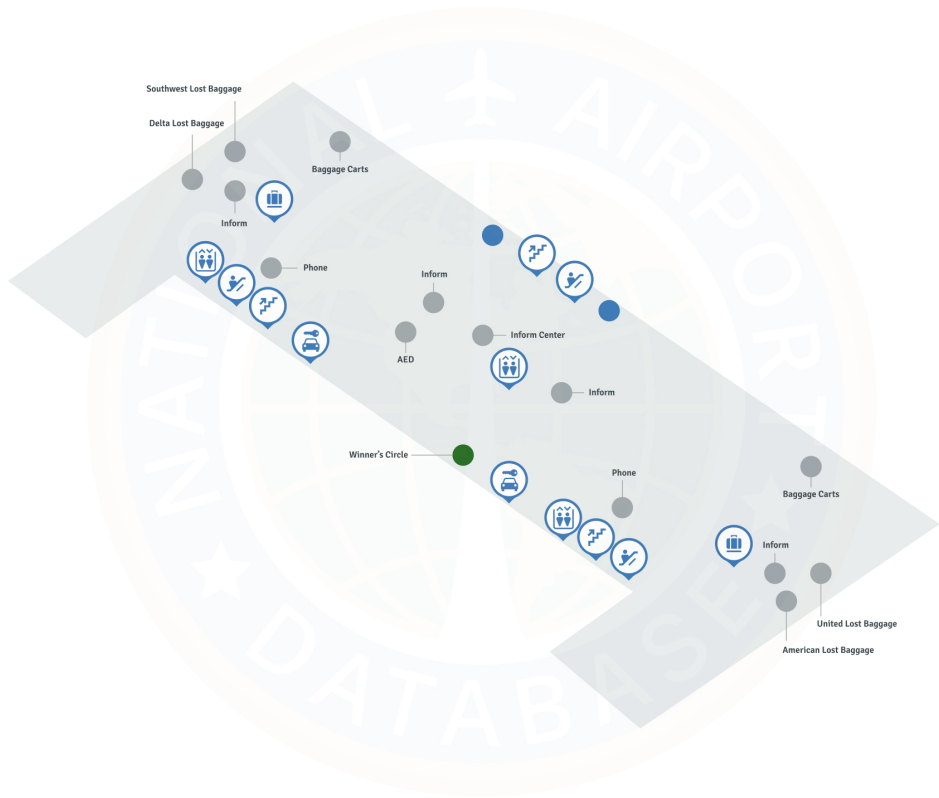 Southwest Lost Baggage
Delta Lost Baggage
Baggage Carts
Inform
Phone
Inform
Inform Center
AED
Inform
Winner's Circle
Phone
Baggage Carts
Inform
United Lost Baggage
American Lost Baggage
NATIONAL AIRPORT
DATABASE